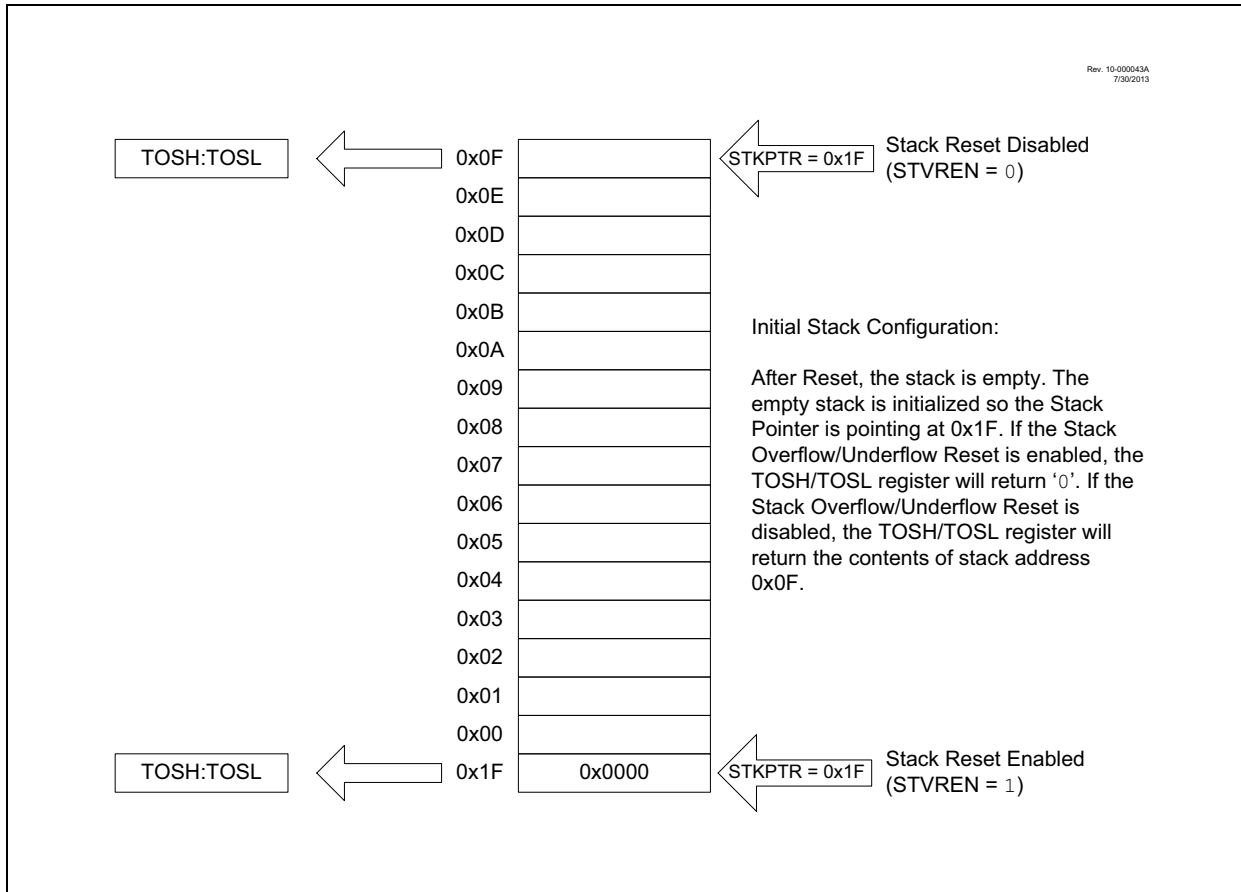 Rev. 10-000043A
7/30/2013
TOSH:TOSL
0x0F
STKPTR = 0x1F
Stack Reset Disabled
(STVREN = 0)
0x0E
0x0D
0x0C
0x0B
0x0A
0x09
0x08
0x07
0x06
0x05
0x04
0x03
0x02
0x01
0x00
Initial Stack Configuration:
After Reset, the stack is empty. The
empty stack is initialized so the Stack
Pointer is pointing at 0x1F. If the Stack
Overflow/Underflow Reset is enabled, the
TOSH/TOSL register will return ‘0’. If the
Stack Overflow/Underflow Reset is
disabled, the TOSH/TOSL register will
return the contents of stack address
0x0F.
TOSH:TOSL
0x1F
0x0000
STKPTR = 0x1F
Stack Reset Enabled
(STVREN = 1)